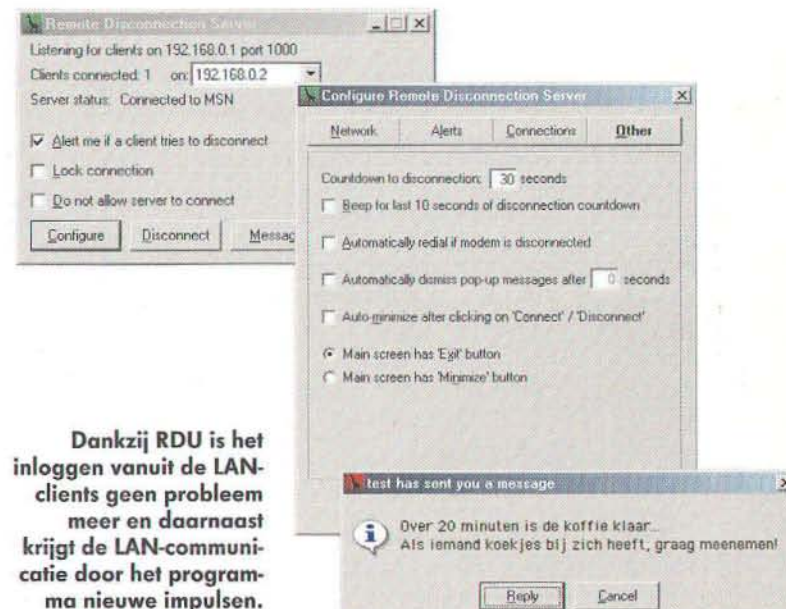 Remote Disconnection Server
Listening for clients on 192.168.0.1 port 1000
Clients connected: 1 on: 192.168.0.2
Server status: Connected to MSN
Alert me if a client tries to disconnect
Lock connection
Do not allow server to connect
Configure Disconnect Messag
Configure Remote Disconnection Server
Network Alerts Connections Other
Countdown to disconnection: 30 seconds
Beep for last 10 seconds of disconnection countdown
Automatically redial if modem is disconnected
Automatically dismiss pop-up messages after 0 seconds
Auto-minimize after clicking on 'Connect' / 'Disconnect'
Main screen has 'Exit' button
Main screen has 'Minimize' button
Dankzij RDU is het
inloggen vanuit de LAN-
clients geen probleem
meer en daarnaast
krijgt de LAN-communi-
catie door het program-
ma nieuwe impulsen.
test has sent you a message
Over 20 minuten is de koffie klaar...
Als iemand koekjes bij zich heeft, graag meenemen!
Reply Cancel